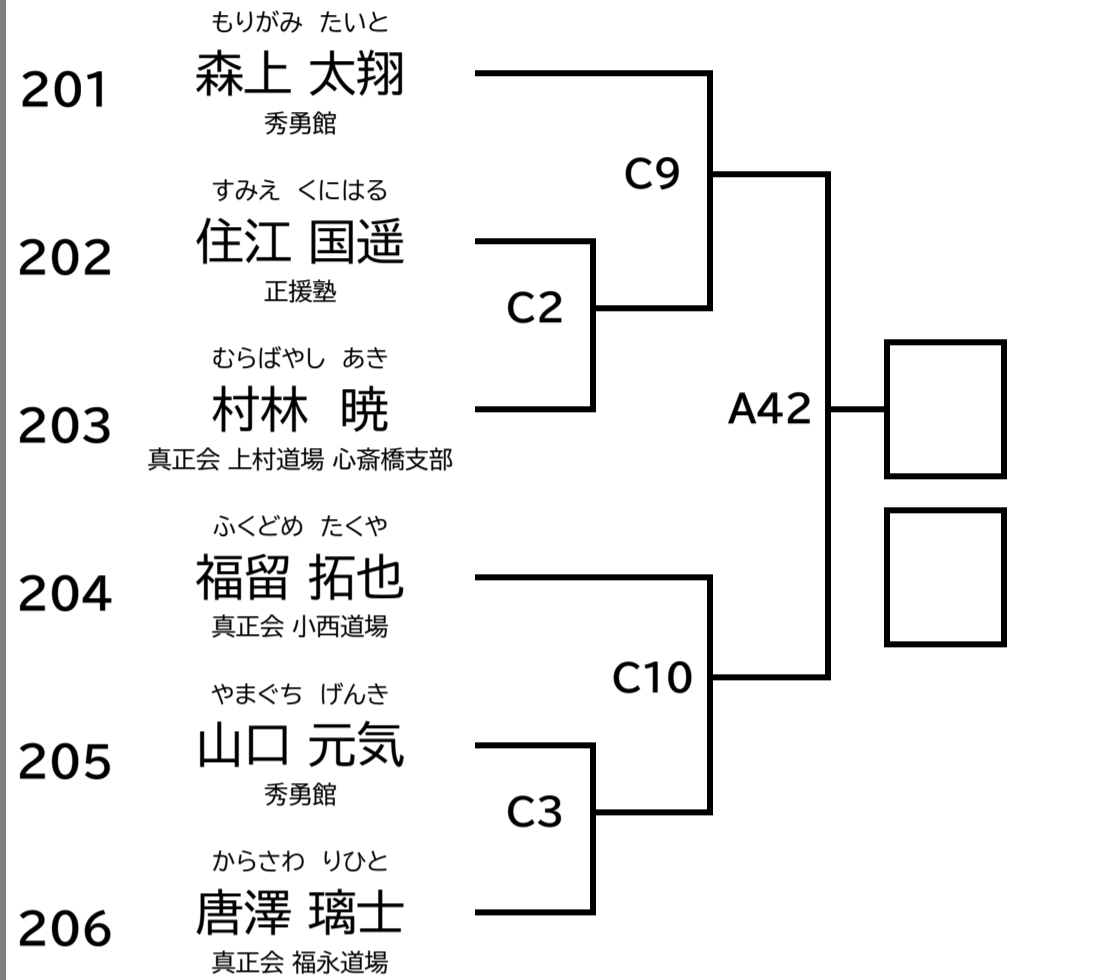 もりがみ たいと
201 森上 太翔
秀勇館
C9
すみえ くにはる
202 住江 国遥
正援塾
C2
むらばやし あき
203 村林 暁
A42
真正会 上村道場 心斎橋支部
ふくどめ たくや
204 福留 拓也
真正会 小西道場
C10
やまぐち げんき
205 山口 元気
秀勇館
C3
からさわ りひと
206 唐澤 璃士
真正会 福永道場